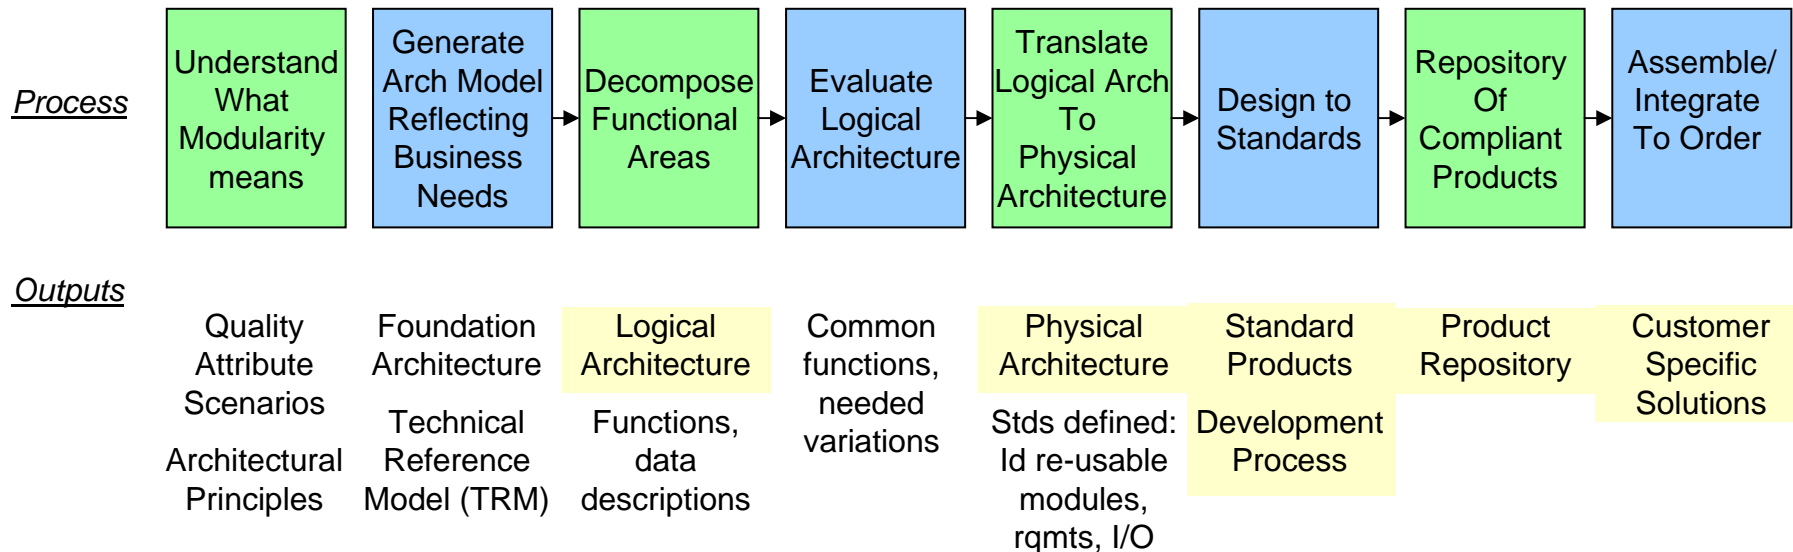 Process
Understand
What
Modularity
means
Generate
Arch Model
Reflecting
Business
Needs
Decompose
Functional
Areas
Evaluate
Logical
Architecture
Translate
Logical Arch
To
Physical
Architecture
Design to
Standards
Repository
Of
Compliant
Products
Assemble/
Integrate
To Order
Outputs
Quality
Attribute
Scenarios
Architectural
Principles
Foundation
Architecture
Technical
Reference
Model (TRM)
Logical
Architecture
Functions,
data
descriptions
Common
functions,
needed
variations
Physical
Architecture
Stds defined:
Id re-usable
modules,
rqmts, I/O
Standard
Products
Development
Process
Product
Repository
Customer
Specific
Solutions